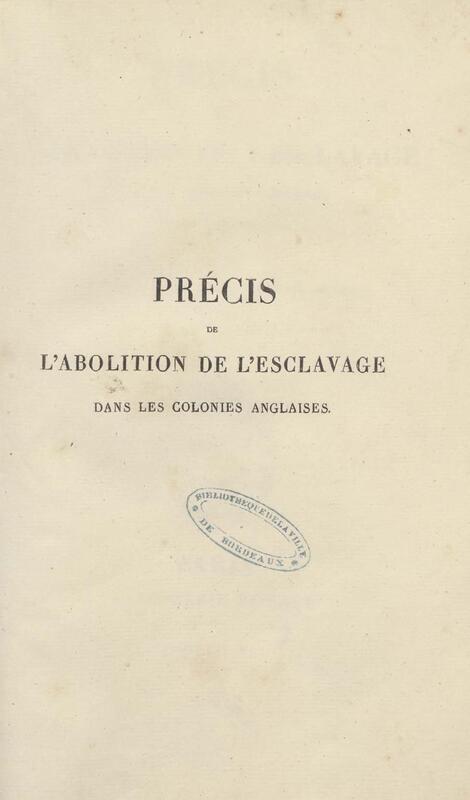 PRÉCIS
DE
L'ABOLITION DE L'ESCLAVAGE
DANS LES COLONIES ANGLAISES.
BIBLIOTHEQUE DE LA VILLE
* DE BORDEAUX *